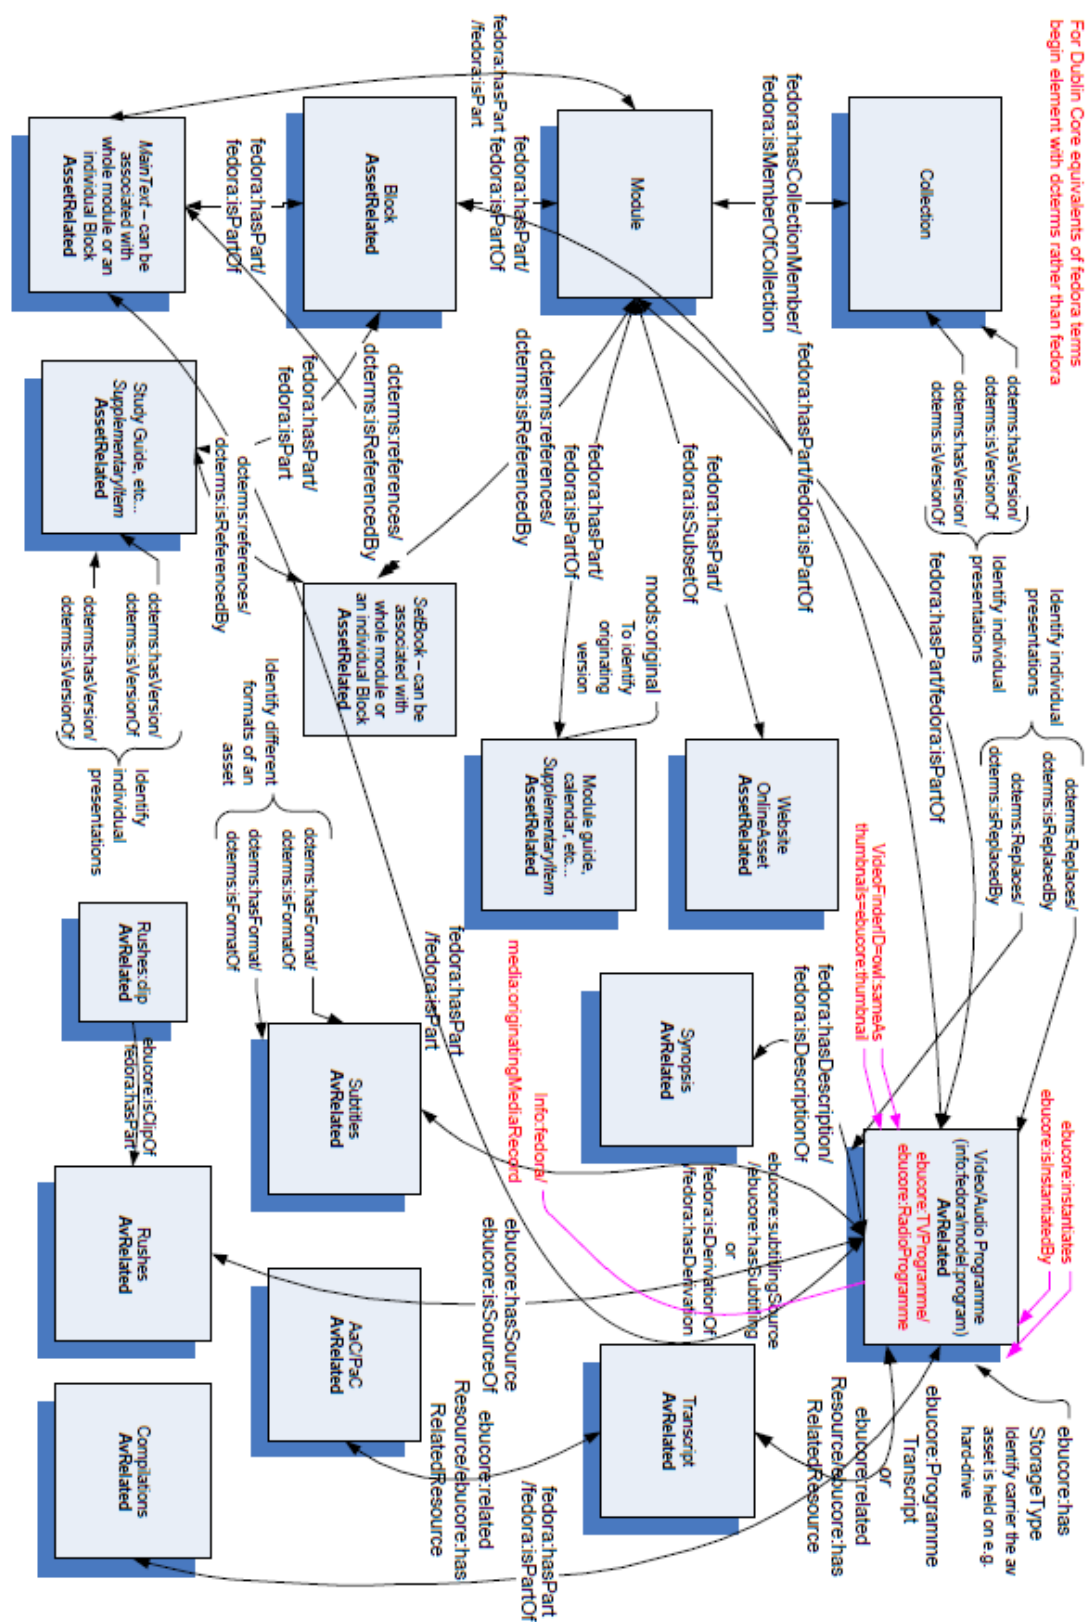 For Dublin Core equivalents of fedora terms
begin element with dcterms rather than fedora
Collection
dcterms:hasVersion/
dcterms:isVersionOf
dcterms:hasVersion/
dcterms:isVersionOf
Identify individual
presentations
Identify individual
presentations
dcterms:Replaces/
dcterms:isReplacedBy
dcterms:Replaces/
dcterms:isReplacedBy
ebucore:instantiates
ebucore:isInstantiatedBy
ebucore:has
StorageType
Identify carrier the av
asset is held on e.g.
hard-drive
fedora:hasCollectionMember/
fedora:isMemberOfCollection
fedora:hasPart/fedora:isPartOf
fedora:hasPart/fedora:isPartOf
VideoFinderID=owl:sameAs
thumbnails=ebucore:thumbnail
Video/Audio Programme
(info:fedora/model:program)
AvRelated
ebucore:TVProgramme/
ebucore:RadioProgramme
ebucore:Programme
Transcript
or
ebucore:related
Resource/ebucore:has
RelatedResource
Module
fedora:hasPart/
fedora:isSubsetOf
Website
OnlineAsset
AssetRelated
fedora:hasDescription/
fedora:isDescriptionOf
Synopsis
AvRelated
ebucore:subtitlingSource
/ebucore:hasSubtitling
or
fedora:isDerivationOf
/fedora:hasDerivation
Transcript
AvRelated
fedora:hasPart/
fedora:isPartOf
fedora:hasPart
/fedora:isPart
mods:original
To identify
originating
version
fedora:hasPart/
fedora:isPartOf
dcterms:references/
dcterms:isReferencedBy
Module guide,
calendar, etc...
SupplementaryItem
AssetRelated
Info:fedora/
media:originatingMediaRecord
ebucore:hasSource
ebucore:isSourceOf
ebucore:related
Resource/ebucore:has
RelatedResource
fedora:hasPart
/fedora:isPartOf
Block
AssetRelated
dcterms:references/
dcterms:isReferencedBy
fedora:hasPart/
fedora:isPart
SetBook – can be
associated with
whole module or
an individual Block
AssetRelated
fedora:hasPart
/fedora:isPart
Subtitles
AvRelated
AaC/PaC
AvRelated
fedora:hasPart/
fedora:isPartOf
dcterms:references/
dcterms:isReferencedBy
Identify different
formats of an
asset
dcterms:hasFormat/
dcterms:isFormatOf
dcterms:hasFormat/
dcterms:isFormatOf
MainText – can be
associated with
whole module or an
individual Block
AssetRelated
Study Guide, etc...
SupplementaryItem
AssetRelated
dcterms:hasVersion/
dcterms:isVersionOf
dcterms:hasVersion/
dcterms:isVersionOf
Identify
individual
presentations
Rushes:clip
AvRelated
ebucore:isClipOf
fedora:hasPart
Rushes
AvRelated
Compilations
AvRelated